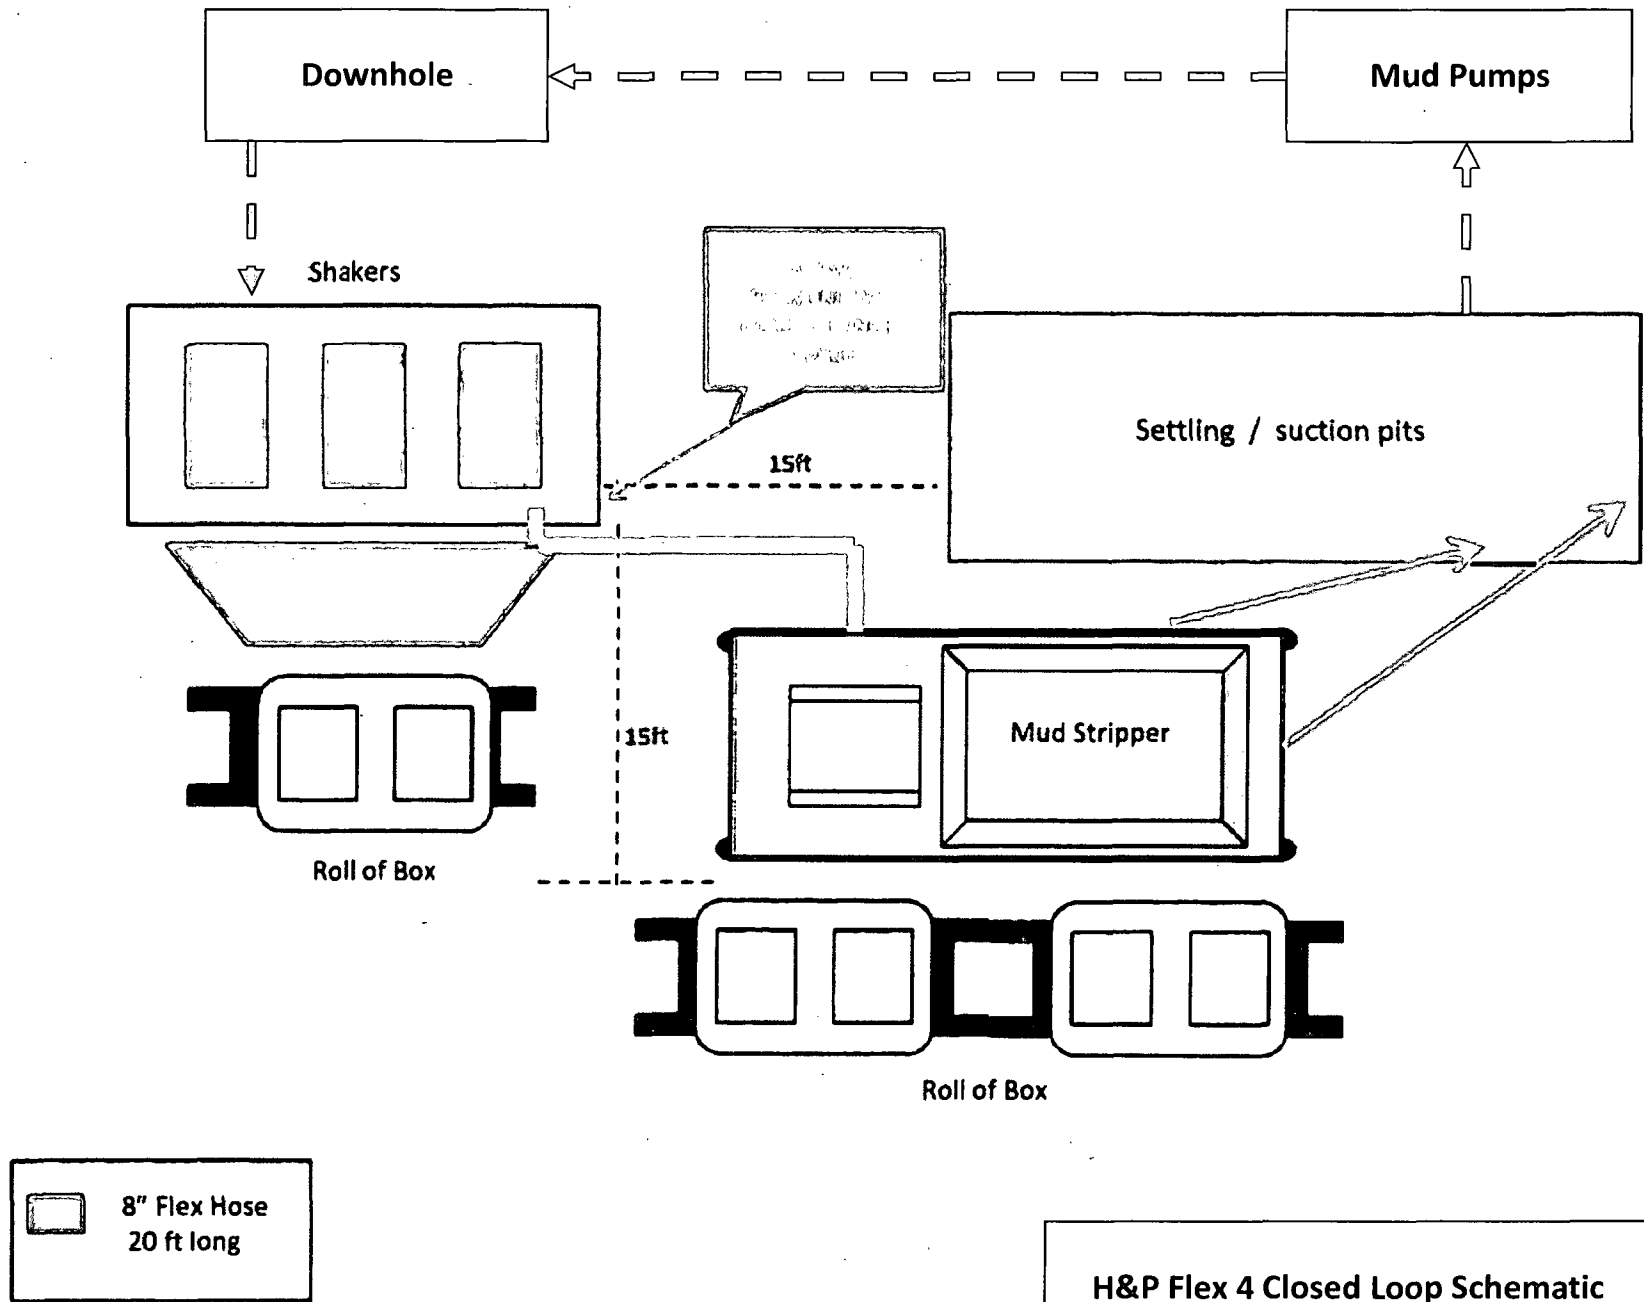 Downhole
Mud Pumps
Shakers
Settling / suction pits
15ft
Mud Stripper
15ft
Roll of Box
Roll of Box
8" Flex Hose
20 ft long
H&P Flex 4 Closed Loop Schematic